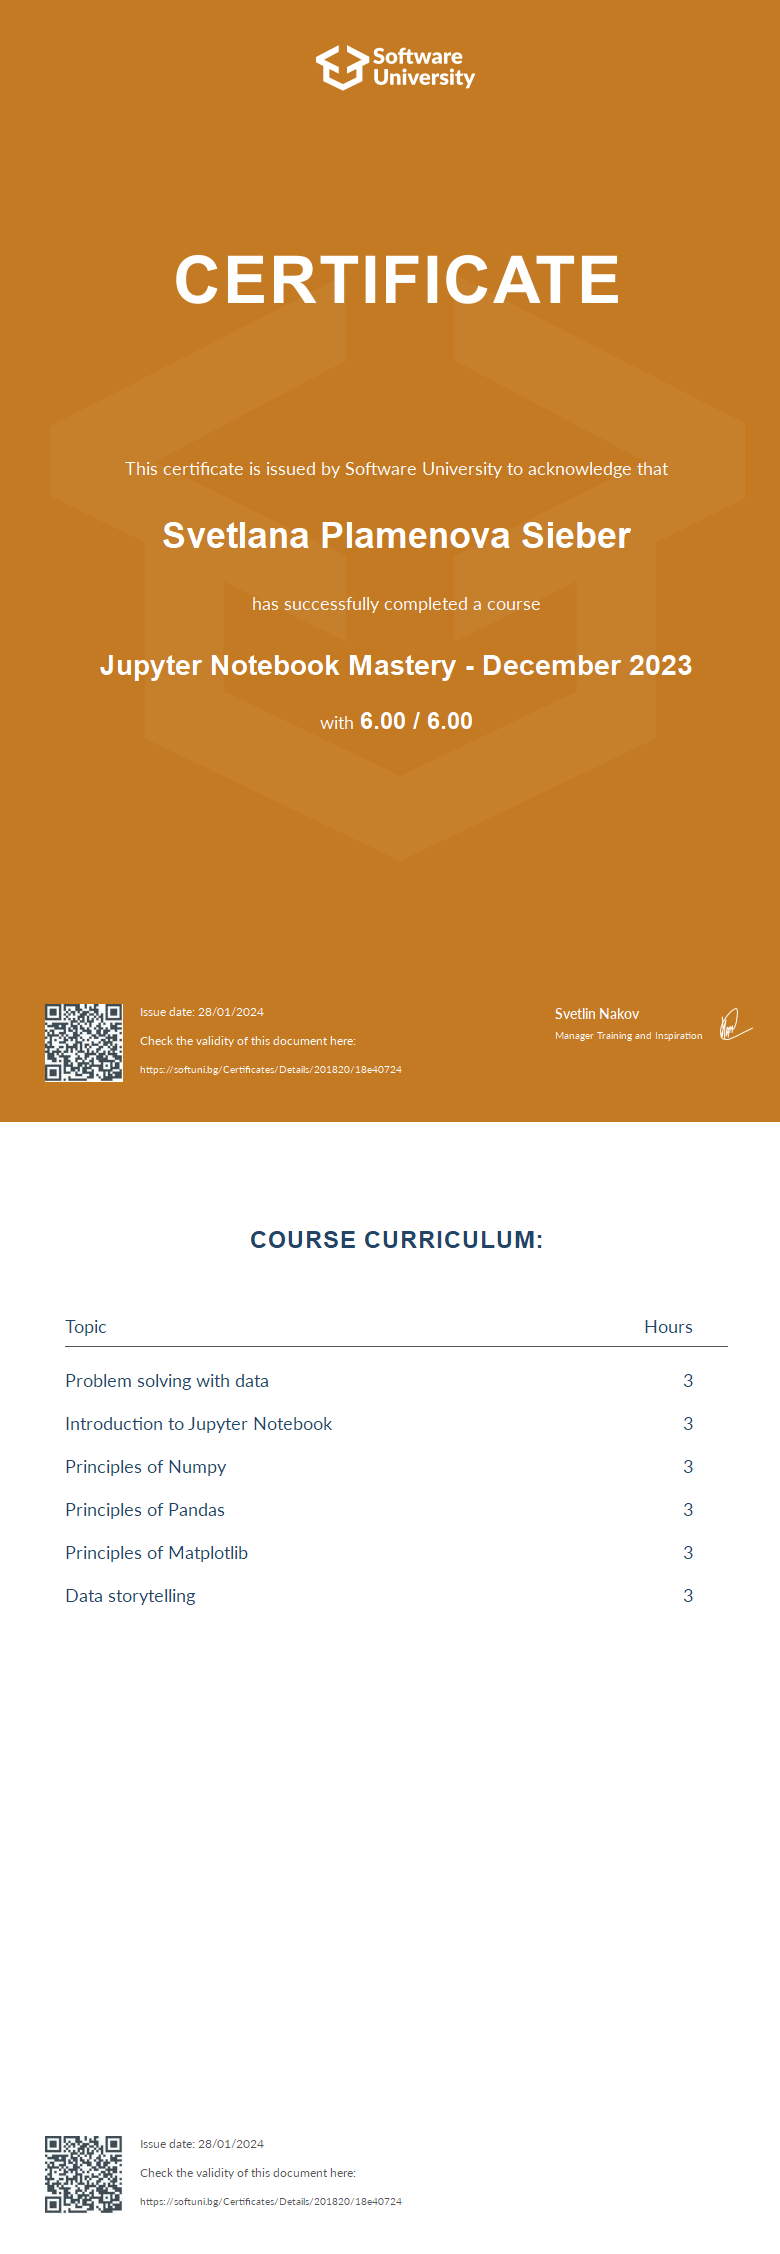 Software
University
CERTIFICATE
This certificate is issued by Software University to acknowledge that
Svetlana Plamenova Sieber
has successfully completed a course
Jupyter Notebook Mastery - December 2023
with 6.00 / 6.00
Issue date: 28/01/2024
Check the validity of this document here:
https://softuni.bg/Certificates/Details/201820/18e40724
Svetlin Nakov
Manager Training and Inspiration
COURSE CURRICULUM:
Topic Hours
Problem solving with data 3
Introduction to Jupyter Notebook 3
Principles of Numpy 3
Principles of Pandas 3
Principles of Matplotlib 3
Data storytelling 3
Issue date: 28/01/2024
Check the validity of this document here:
https://softuni.bg/Certificates/Details/201820/18e40724